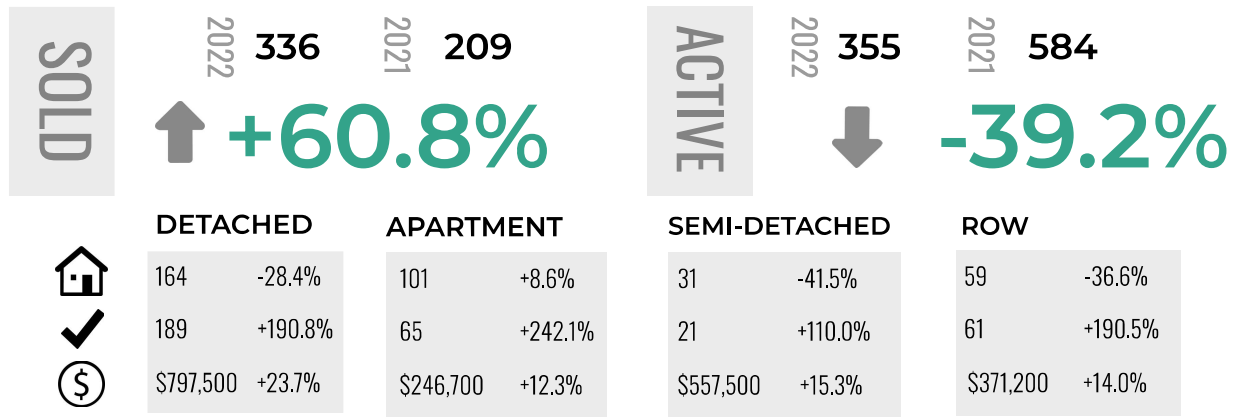 SOLD
2022 336 2021 209
+60.8%
ACTIVE
2022 355 2021 584
-39.2%
DETACHED
164 -28.4%
189 +190.8%
$797,500 +23.7%
APARTMENT
101 +8.6%
65 +242.1%
$246,700 +12.3%
SEMI-DETACHED
31 -41.5%
21 +110.0%
$557,500 +15.3%
ROW
59 -36.6%
61 +190.5%
$371,200 +14.0%